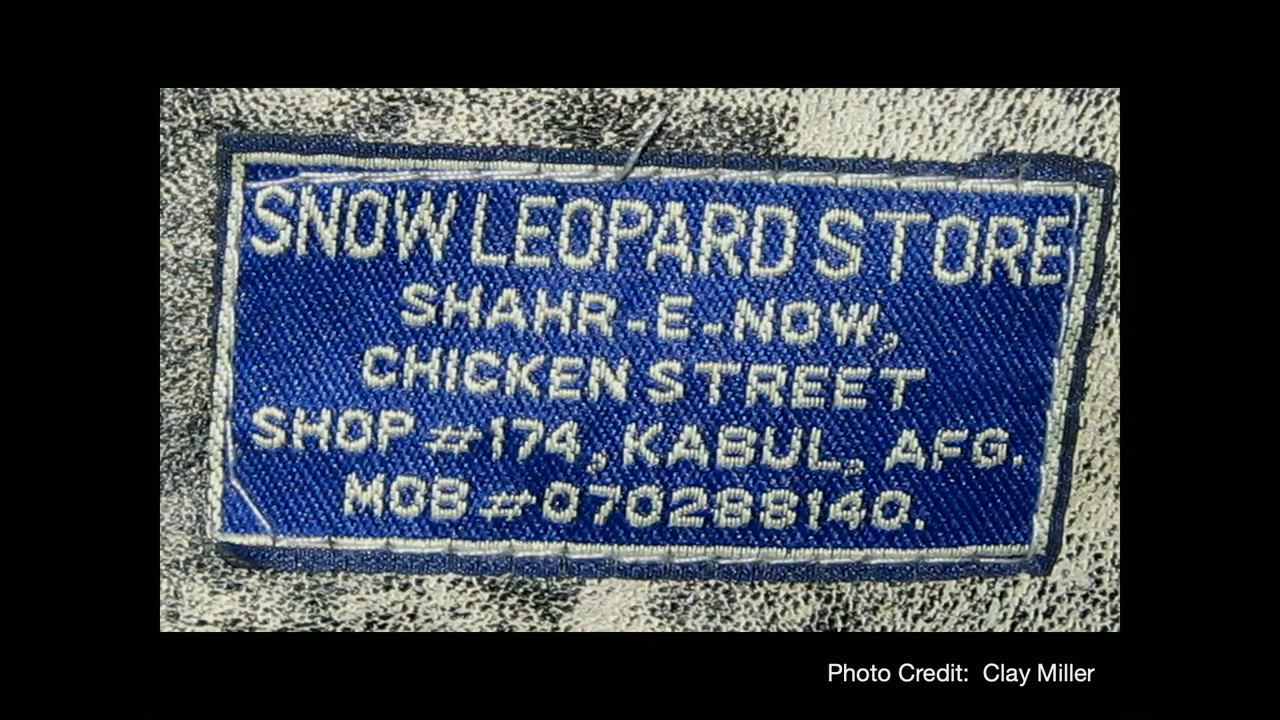 SNOW LEOPARD STORE
SHAHR-E-NOW,
CHICKEN STREET
SHOP #174, KABUL, AFG.
MOB #070288140.
Photo Credit: Clay Miller